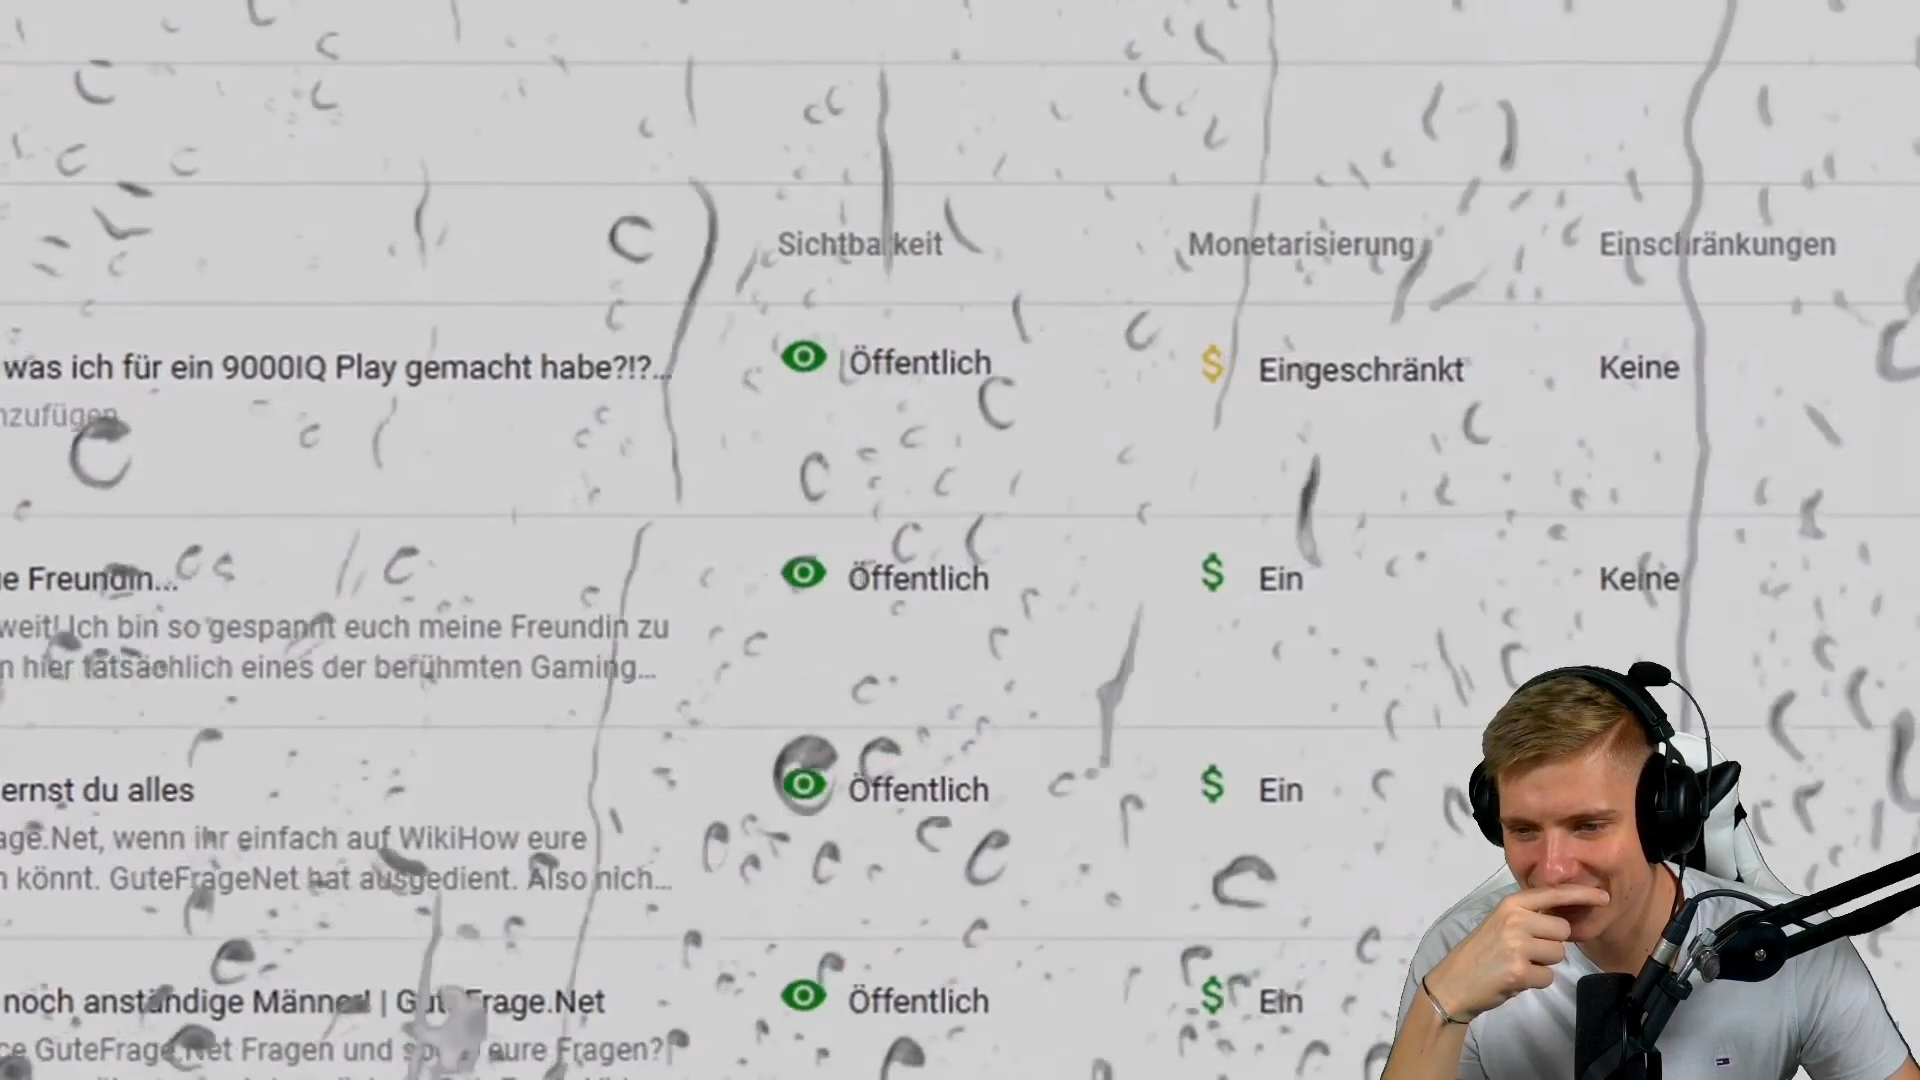 Sichtbarkeit Monetarisierung Einschränkungen
was ich für ein 9000IQ Play gemacht habe?!?... Öffentlich Eingeschränkt Keine
nzufügen
e Freundin... Öffentlich Ein Keine
weit! Ich bin so gespannt euch meine Freundin zu
n hier tatsächlich eines der berühmten Gaming...
ernst du alles Öffentlich Ein
age.Net, wenn ihr einfach auf WikiHow eure
n könnt. GuteFrageNet hat ausgedient. Also nich...
noch anständige Männer! | GuteFrage.Net Öffentlich Ein
ce GuteFrage.Net Fragen und eure Fragen?